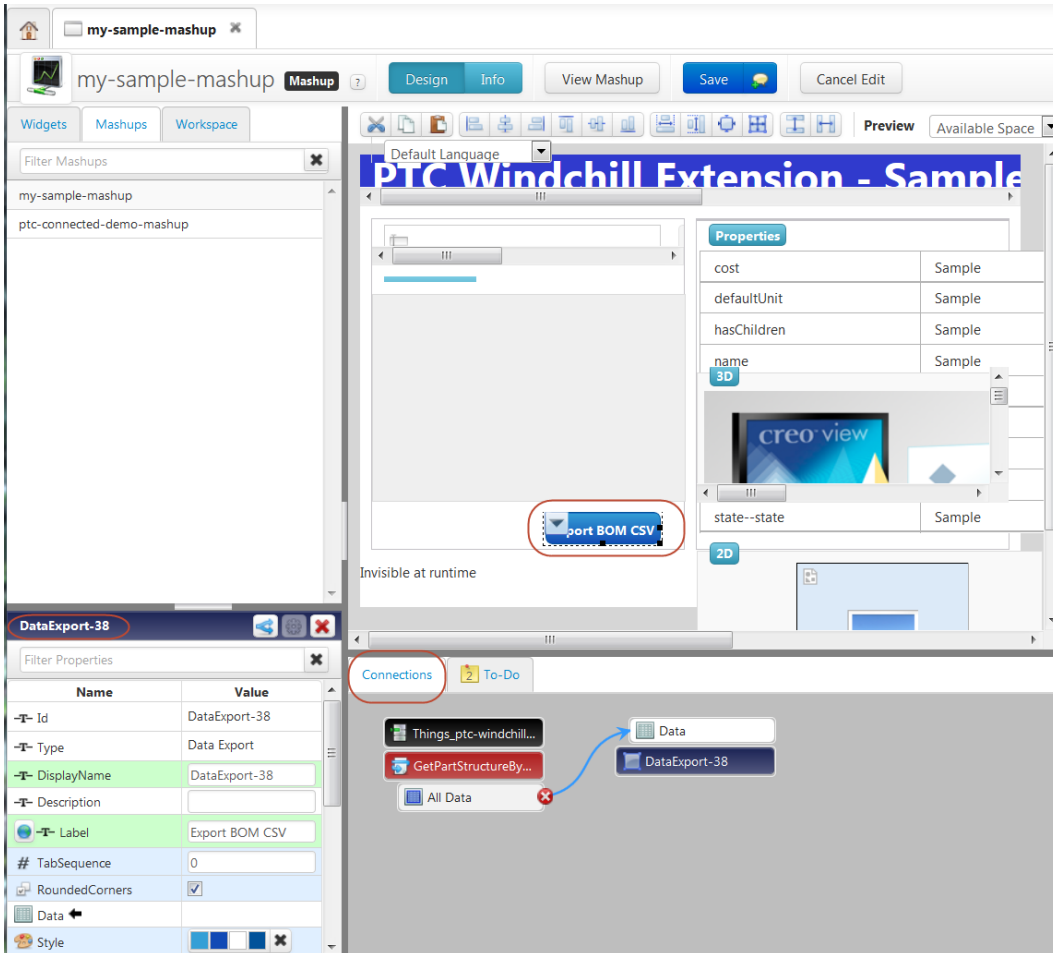 my-sample-mashup
my-sample-mashup Mashup ? Design Info View Mashup Save Cancel Edit
Widgets Mashups Workspace
Preview Available Space
Filter Mashups
Default Language
my-sample-mashup
ptc-connected-demo-mashup
PTC Windchill Extension - Sample
Properties
cost Sample
defaultUnit Sample
hasChildren Sample
name Sample
3D
creo view
state--state Sample
port BOM CSV
2D
Invisible at runtime
DataExport-38
Filter Properties
Name Value
-T- Id DataExport-38
-T- Type Data Export
-T- DisplayName DataExport-38
-T- Description
-T- Label Export BOM CSV
# TabSequence 0
RoundedCorners
Data
Style
Connections 2 To-Do
Things_ptc-windchill...
GetPartStructureBy...
All Data
Data
DataExport-38